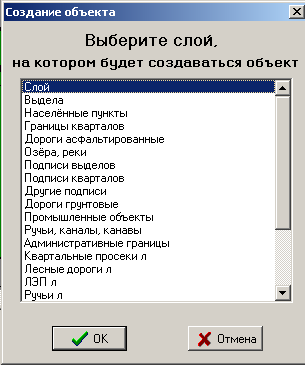 Создание объекта
Выберите слой,
на котором будет создаваться объект
Слой
Выдела
Населённые пункты
Границы кварталов
Дороги асфальтированные
Озёра, реки
Подписи выделов
Подписи кварталов
Другие подписи
Дороги грунтовые
Промышленные объекты
Ручьи, каналы, канавы
Административные границы
Квартальные просеки л
Лесные дороги л
ЛЭП л
Ручьи л
OK
Отмена